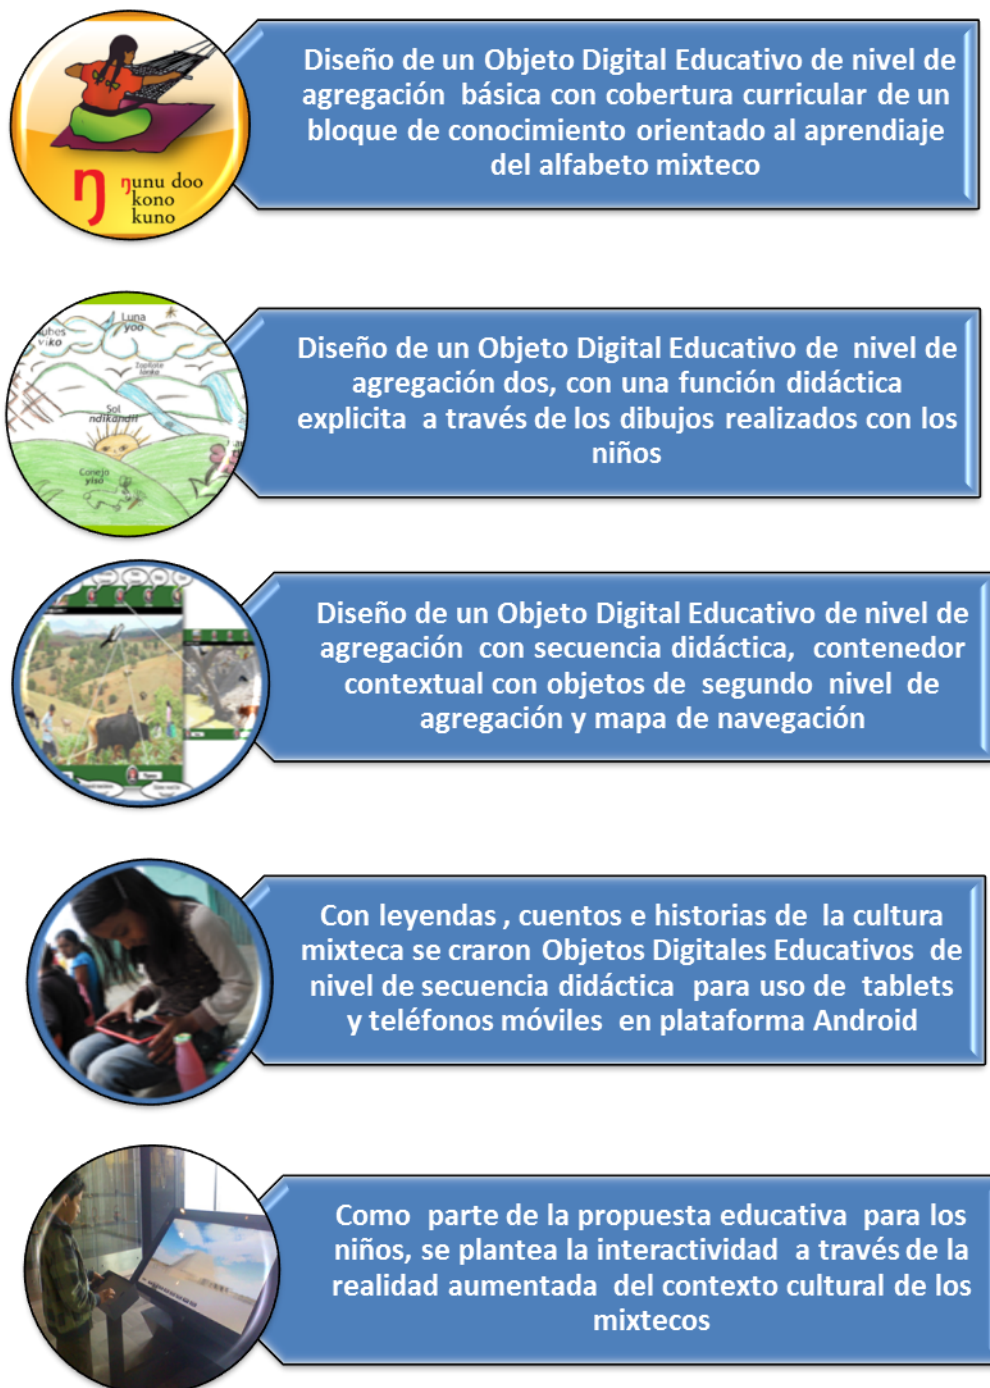 Diseño de un Objeto Digital Educativo de nivel de
agregación básica con cobertura curricular de un
bloque de conocimiento orientado al aprendiaje
del alfabeto mixteco
ŋ
ŋunu doo
kono
kuno
Luna
yoo
viko
Zopilote
Sol
ndikandii
Conejo
yiso
Diseño de un Objeto Digital Educativo de nivel de
agregación dos, con una función didáctica
explicita a través de los dibujos realizados con los
niños
Diseño de un Objeto Digital Educativo de nivel de
agregación con secuencia didáctica, contenedor
contextual con objetos de segundo nivel de
agregación y mapa de navegación
Con leyendas , cuentos e historias de la cultura
mixteca se craron Objetos Digitales Educativos de
nivel de secuencia didáctica para uso de tablets
y teléfonos móviles en plataforma Android
Como parte de la propuesta educativa para los
niños, se plantea la interactividad a través de la
realidad aumentada del contexto cultural de los
mixtecos